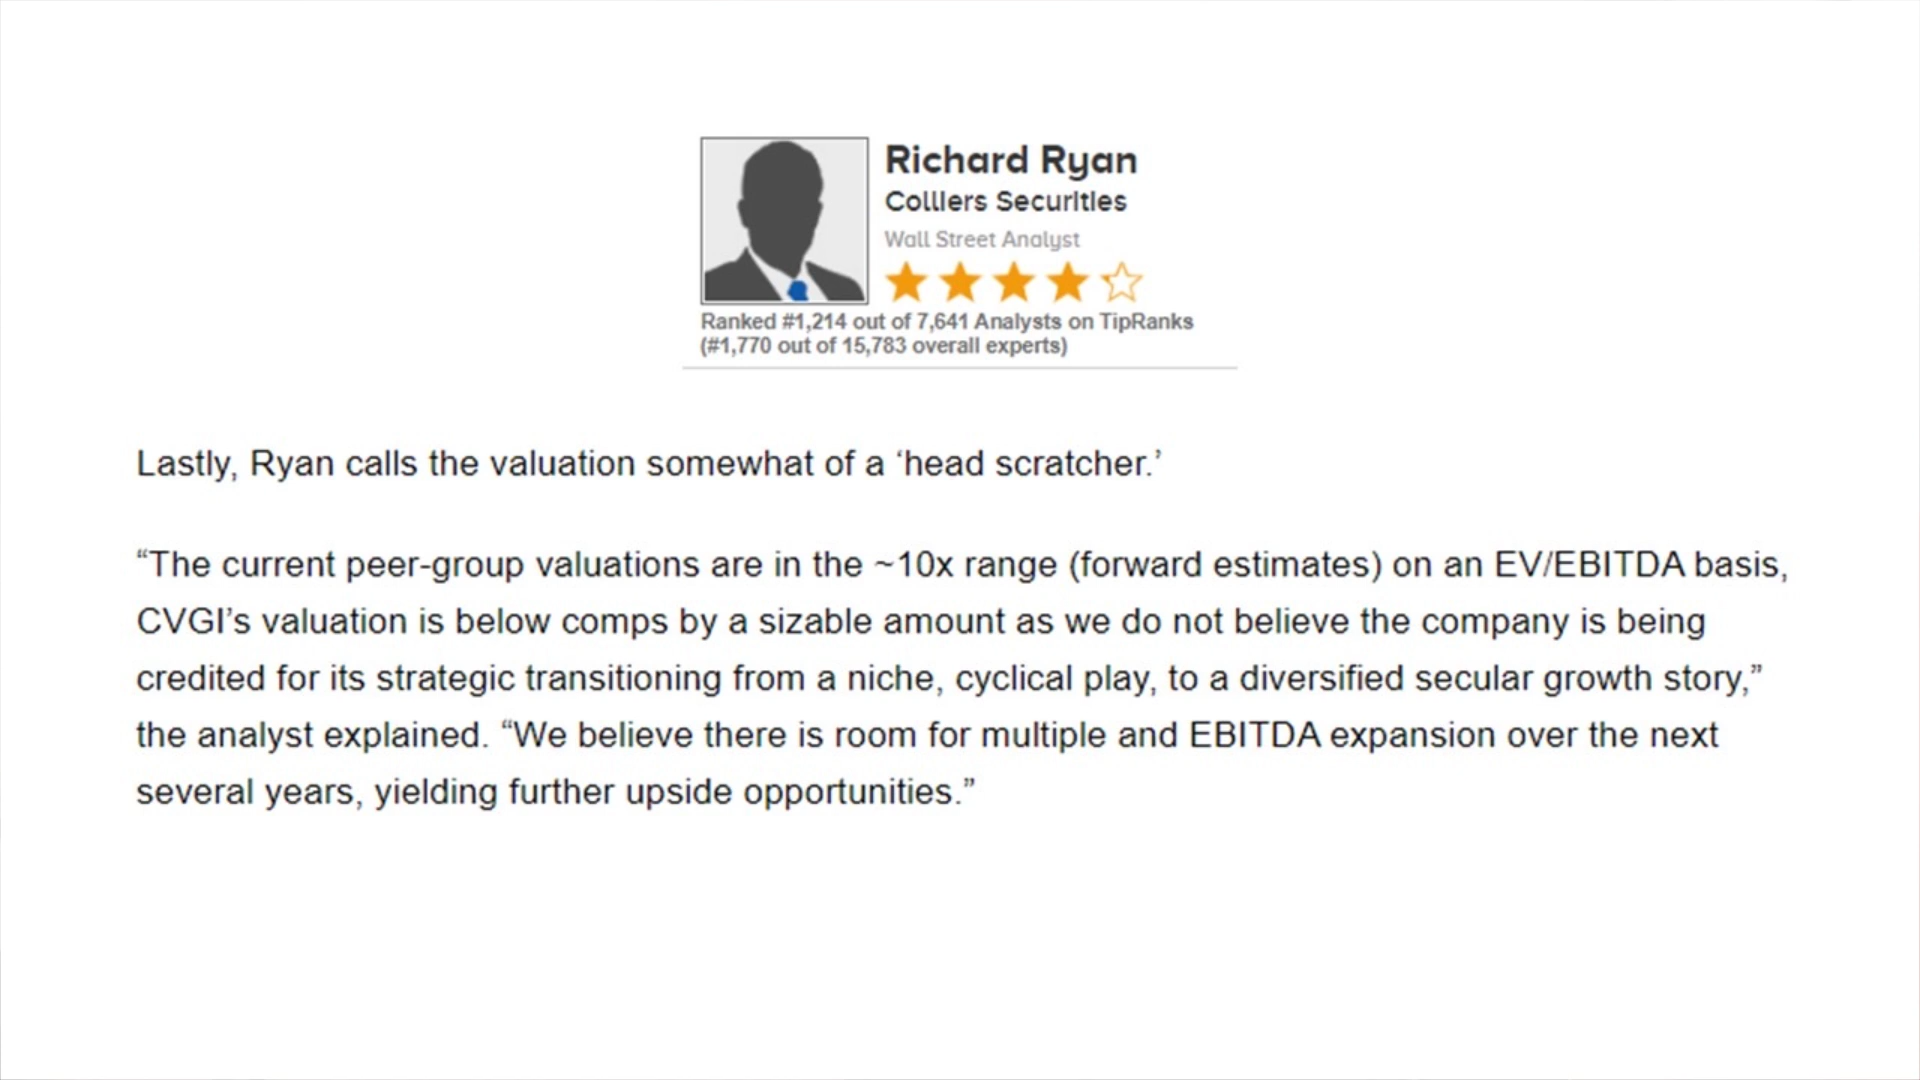 Richard Ryan
Colliers Securities
Wall Street Analyst
Ranked #1,214 out of 7,641 Analysts on TipRanks
(#1,770 out of 15,783 overall experts)
Lastly, Ryan calls the valuation somewhat of a ‘head scratcher.’
“The current peer-group valuations are in the ~10x range (forward estimates) on an EV/EBITDA basis,
CVGI’s valuation is below comps by a sizable amount as we do not believe the company is being
credited for its strategic transitioning from a niche, cyclical play, to a diversified secular growth story,”
the analyst explained. “We believe there is room for multiple and EBITDA expansion over the next
several years, yielding further upside opportunities.”